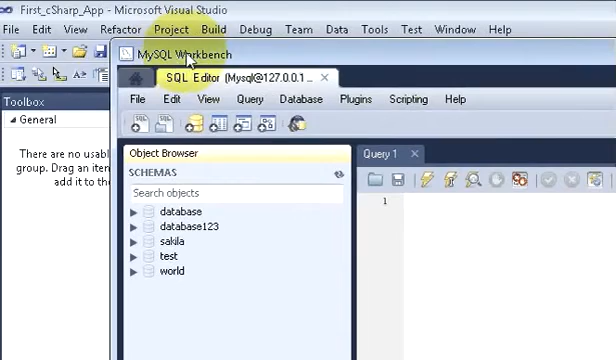 First_cSharp_App - Microsoft Visual Studio
File Edit View Refactor Project Build Debug Team Data Tools Test Window Help
MySQL Workbench
SQL Editor (Mysql@127.0.0.1 ...
File Edit View Query Database Plugins Scripting Help
Toolbox
General
There are no usabl
group. Drag an iter
add it to the
Object Browser
SCHEMAS
Search objects
database
database123
sakila
test
world
Query 1
1